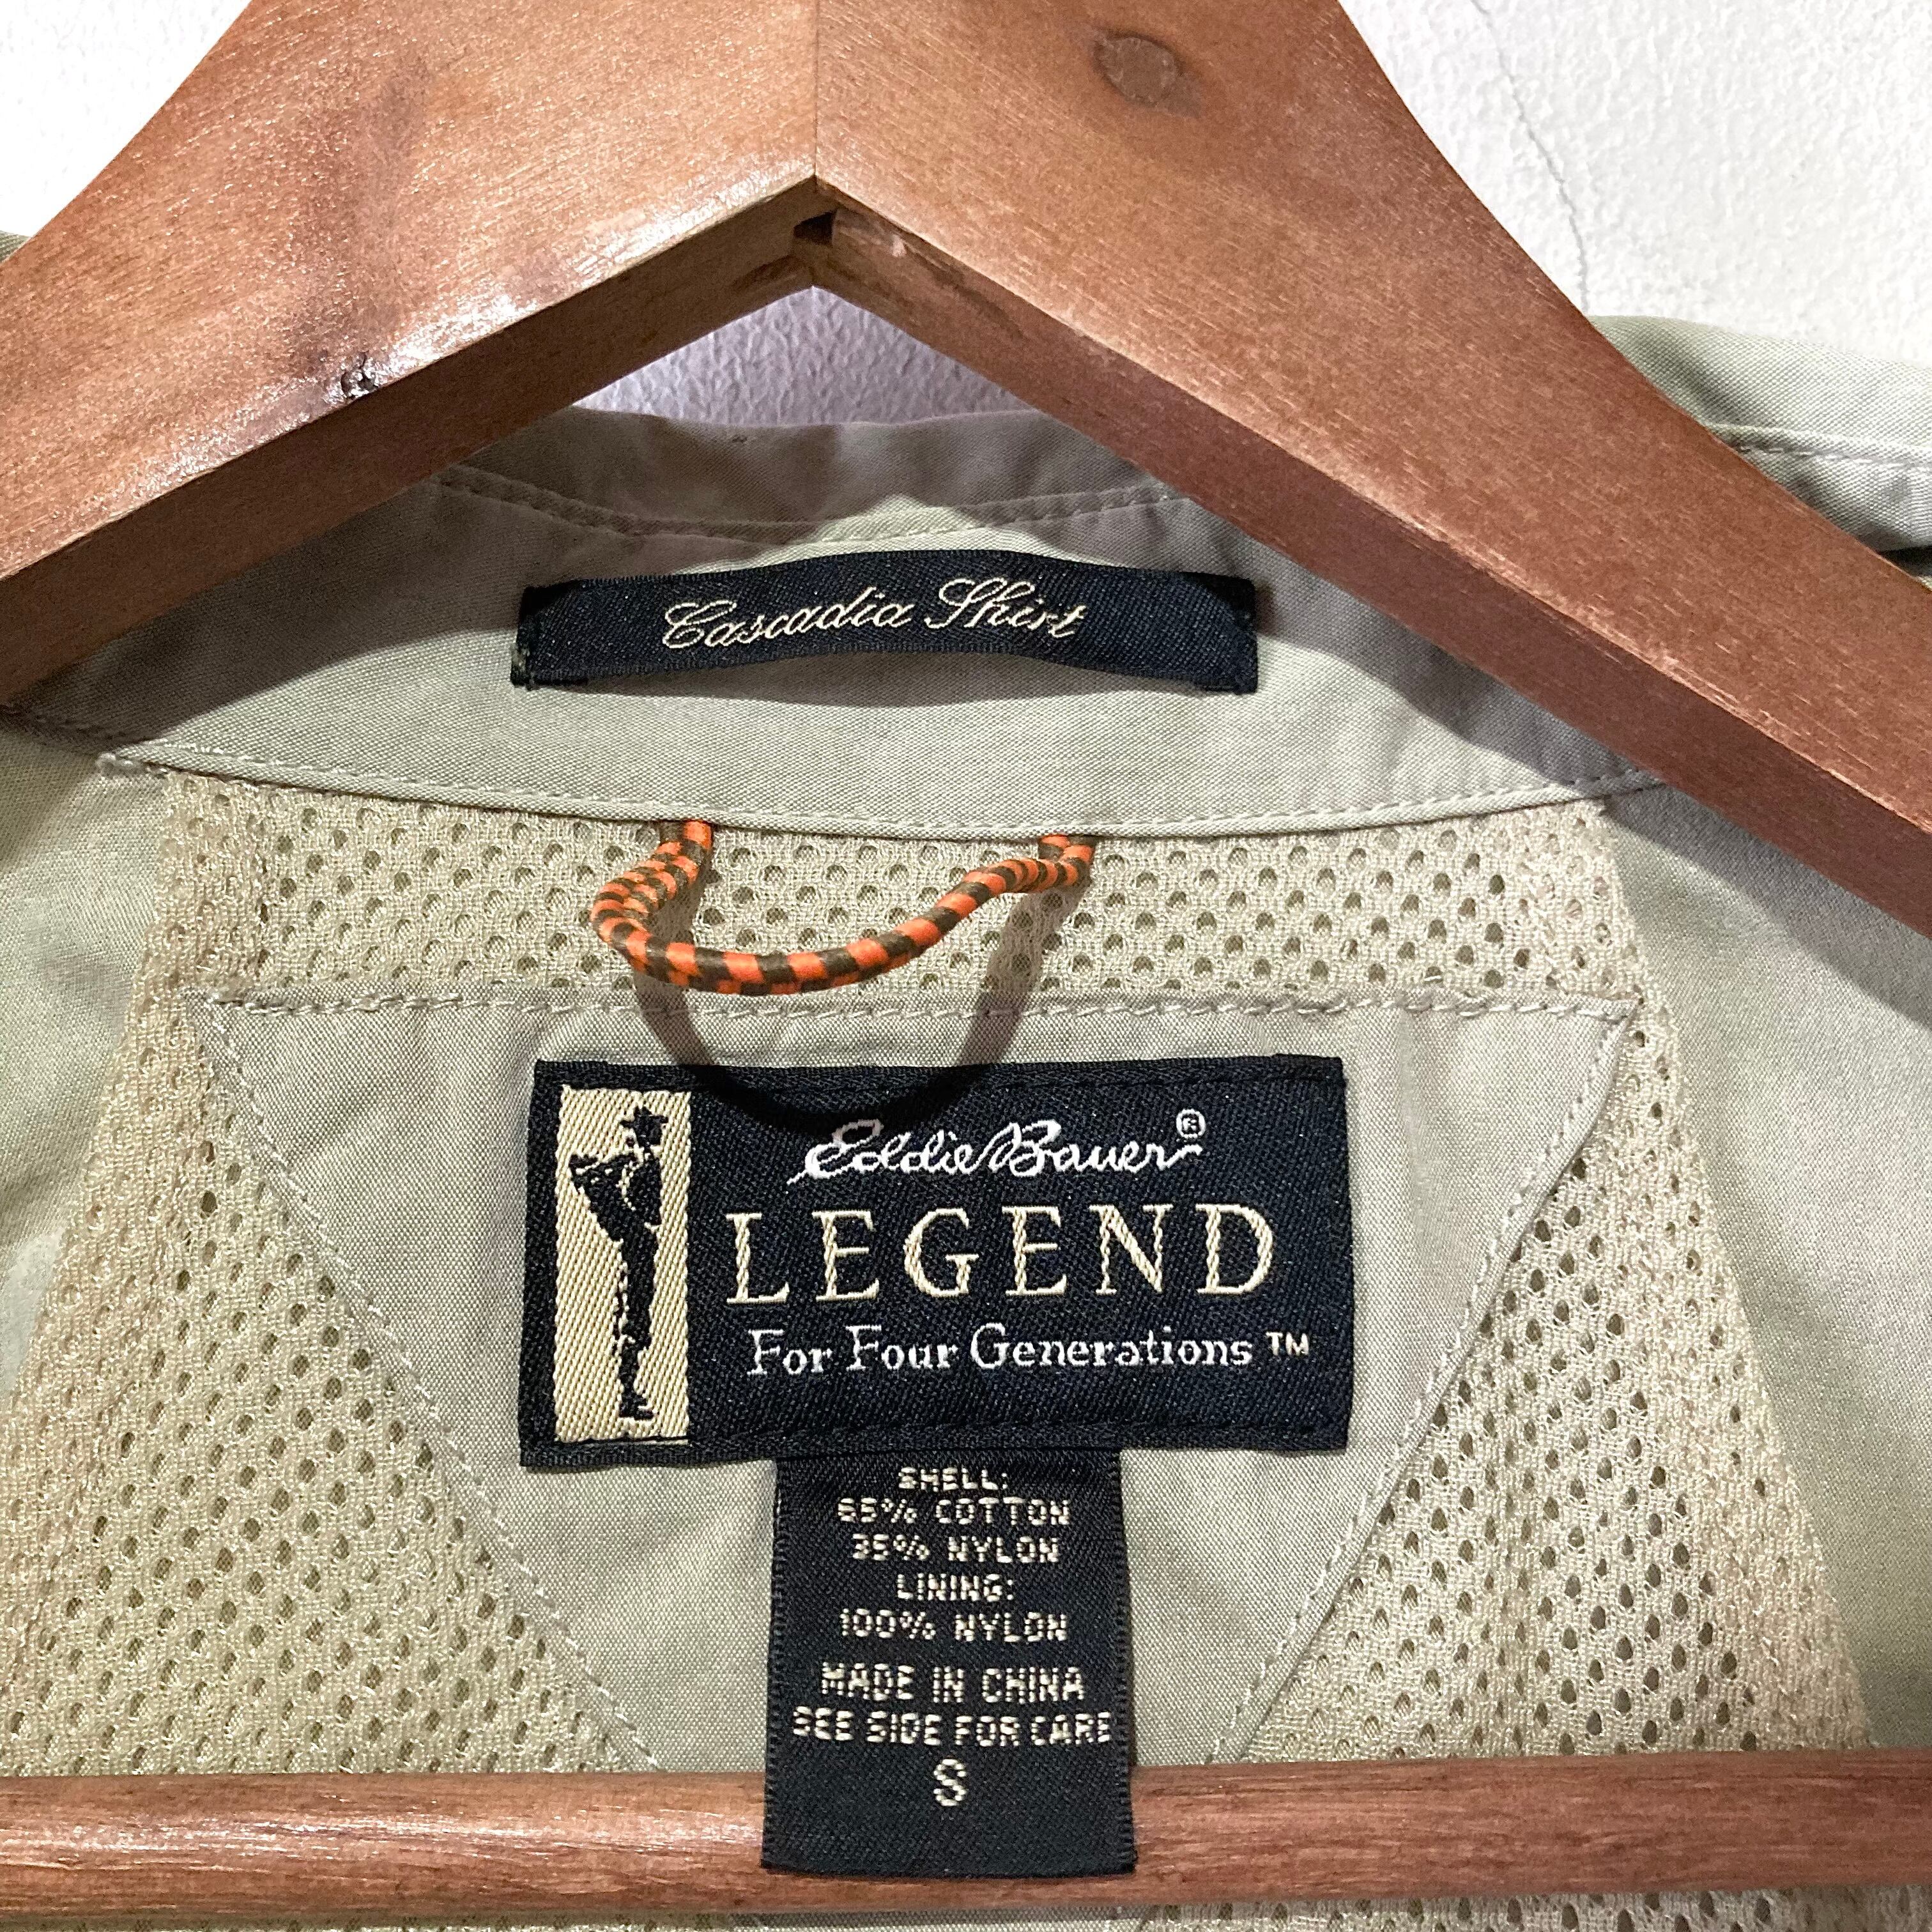 Cascadia Shirt
Eddie Bauer®
LEGEND
For Four Generations™
SHELL:
65% COTTON
35% NYLON
LINING:
100% NYLON
MADE IN CHINA
SEE SIDE FOR CARE
S